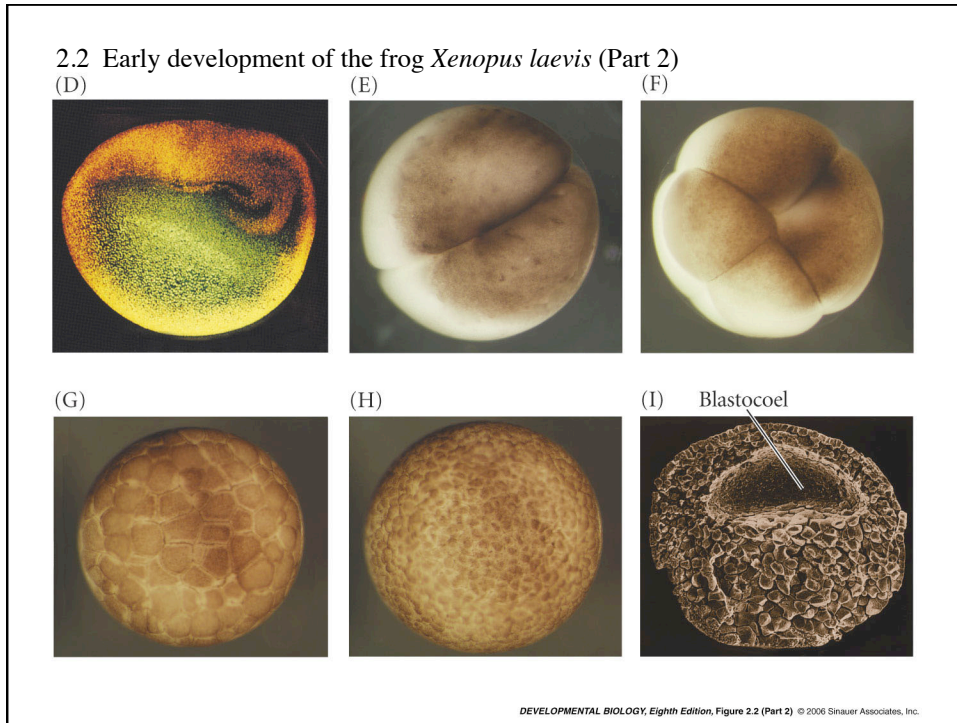 2.2 Early development of the frog Xenopus laevis (Part 2)
(D) (E) (F)
(G) (H) (I) Blastocoel
DEVELOPMENTAL BIOLOGY, Eighth Edition, Figure 2.2 (Part 2) © 2006 Sinauer Associates, Inc.